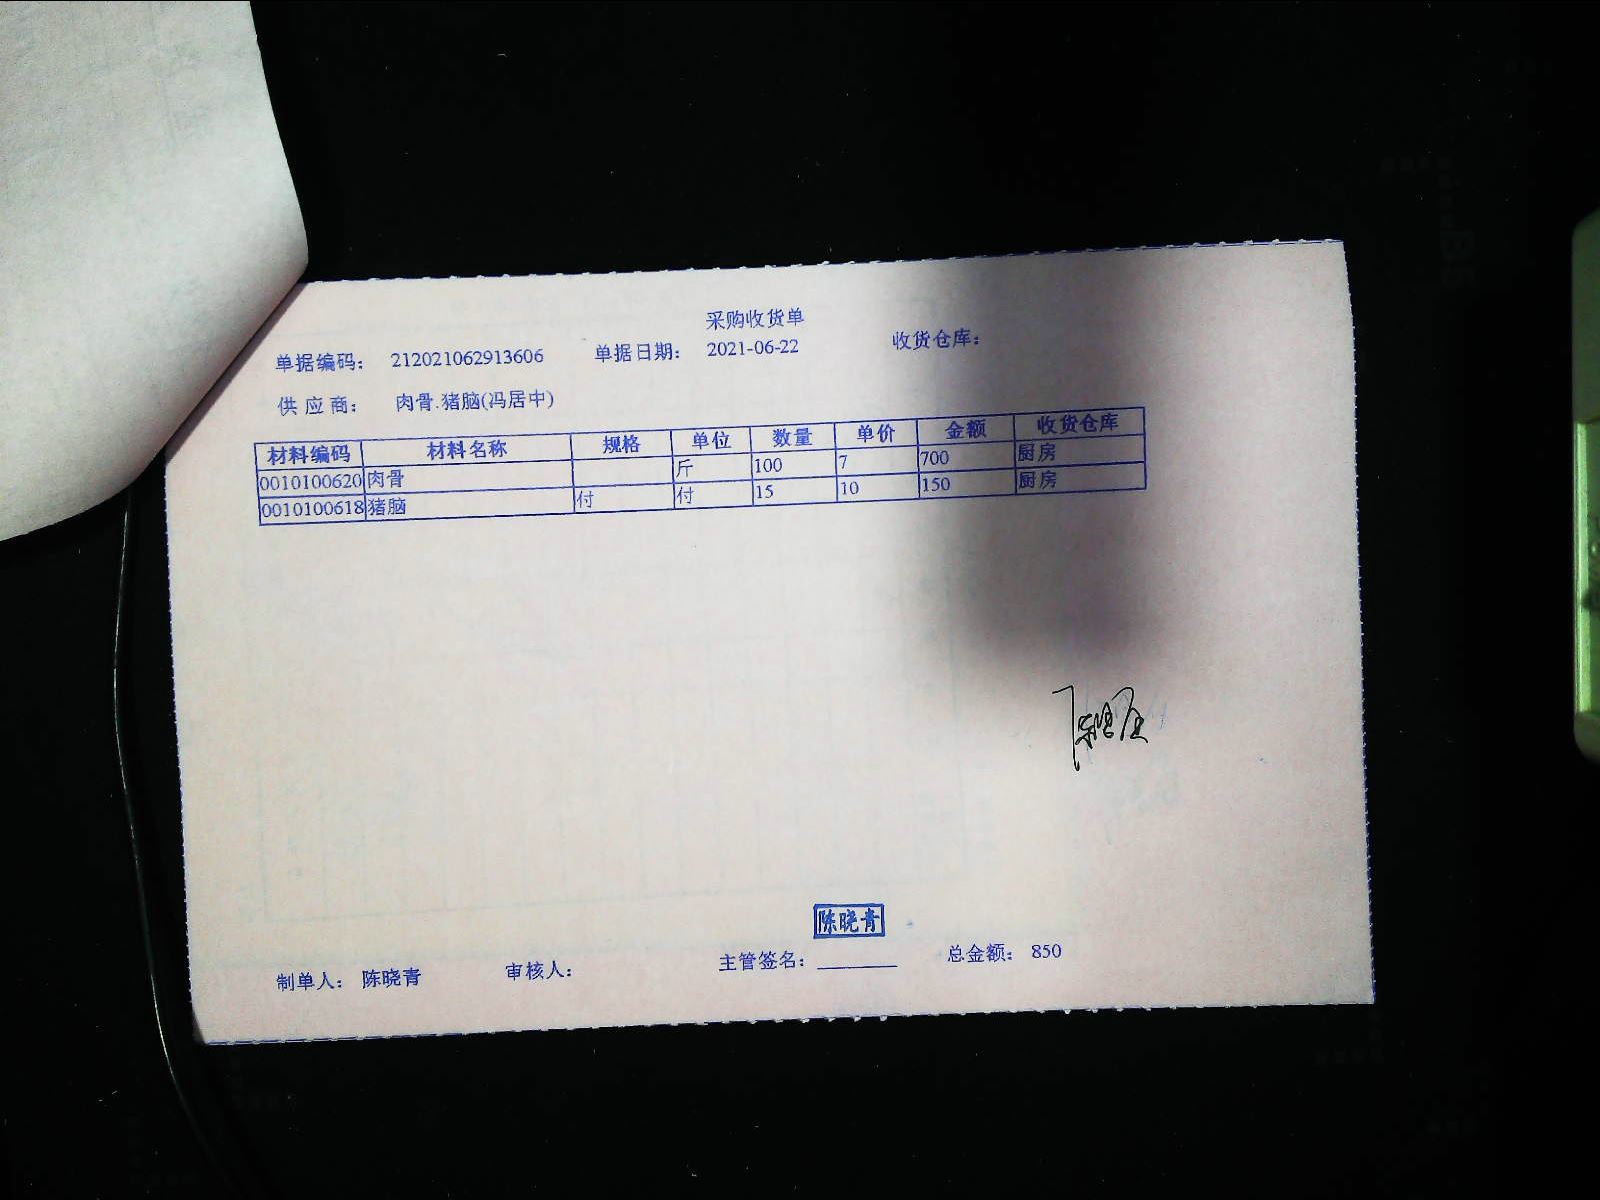 采购收货单
单据编码： 212021062913606 单据日期： 2021-06-22 收货仓库：
供应商： 肉骨.猪脑(冯居中)
材料编码 材料名称 规格 单位 数量 单价 金额 收货仓库
0010100620 肉骨 斤 100 7 700 厨房
0010100618 猪脑 付 付 15 10 150 厨房
陈晓青
制单人： 陈晓青 审核人： 主管签名： 总金额： 850